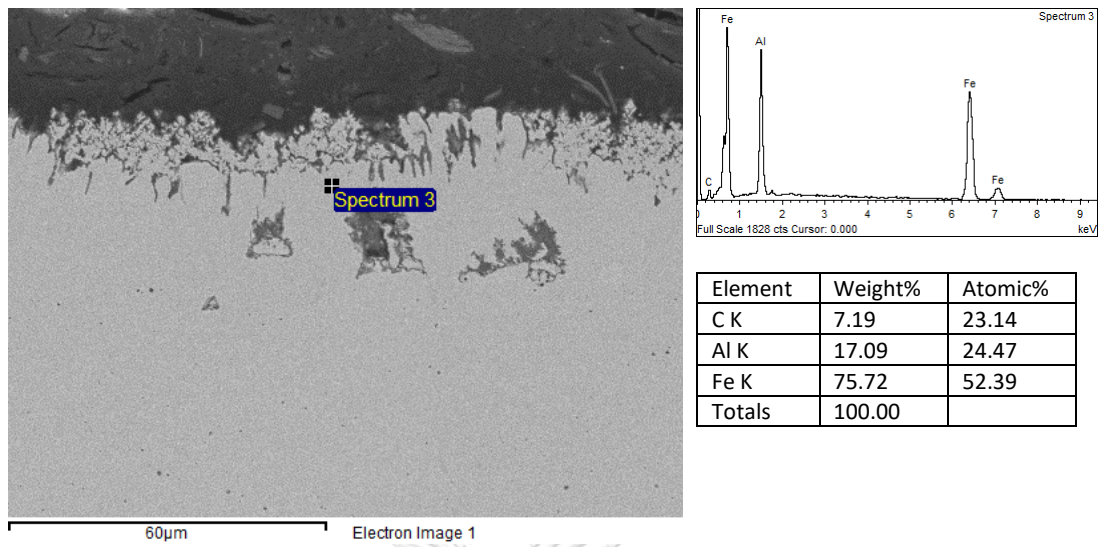 Spectrum 3
60µm
Electron Image 1
Spectrum 3
Fe
Al
Fe
C
Fe
0 1 2 3 4 5 6 7 8 9
Full Scale 1828 cts Cursor: 0.000
keV
Element Weight% Atomic%
C K 7.19 23.14
Al K 17.09 24.47
Fe K 75.72 52.39
Totals 100.00